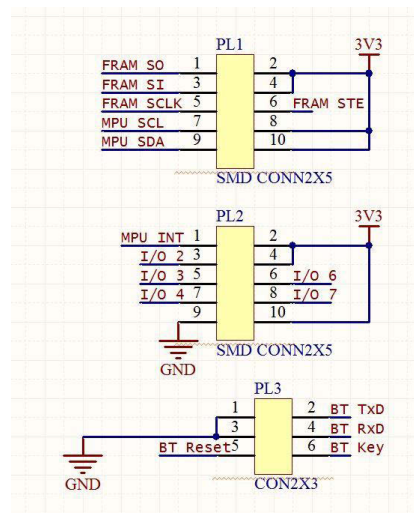 PL1
3V3
FRAM SO 1 2
FRAM SI 3 4
FRAM SCLK 5 6 FRAM STE
MPU SCL 7 8
MPU SDA 9 10
SMD CONN2X5
PL2
3V3
MPU INT 1 2
I/O 2 3 4
I/O 3 5 6 I/O 6
I/O 4 7 8 I/O 7
9 10
SMD CONN2X5
GND
PL3
1 2 BT TxD
3 4 BT RxD
BT Reset 5 6 BT Key
GND
CON2X3